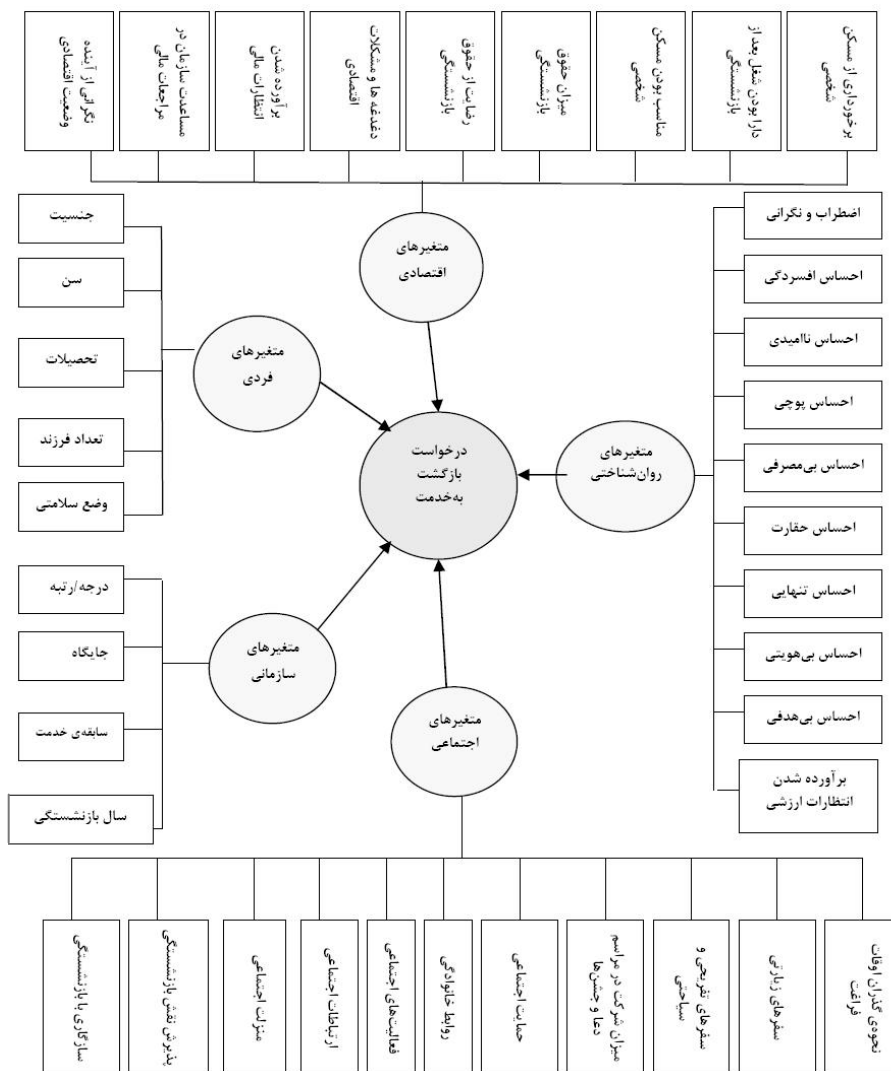 برخورداری از مسکن
شخصی
دارا بودن شغل بعد از
بازنشستگی
مناسب بودن مسکن
شخصی
میزان حقوق
بازنشستگی
رضایت از حقوق
بازنشستگی
دغدغه ها و مشکلات
اقتصادی
برآورده شدن
انتظارات مالی
مساعدت سازمان در
مراجعات مالی
نگرانی از آینده
وضعیت اقتصادی
متغیرهای
اقتصادی
اضطراب و نگرانی
احساس افسردگی
احساس ناامیدی
احساس پوچی
احساس بی‌مصرفی
احساس حقارت
احساس تنهایی
احساس بی‌هویتی
احساس بی‌هدفی
برآورده شدن
انتظارات ارزشی
متغیرهای
روان‌شناختی
درخواست
بازگشت
به‌خدمت
متغیرهای
فردی
جنسیت
سن
تحصیلات
تعداد فرزند
وضع سلامتی
متغیرهای
سازمانی
درجه/رتبه
جایگاه
سابقه‌ی خدمت
سال بازنشستگی
متغیرهای
اجتماعی
نحوه‌ی گذران اوقات
فراغت
سفرهای زیارتی
سفرهای تفریحی و
سیاحتی
میزان شرکت در مراسم
دعا و جشن‌ها
حمایت اجتماعی
روابط خانوادگی
فعالیت‌های اجتماعی
ارتباطات اجتماعی
منزلت اجتماعی
پذیرش نقش بازنشستگی
سازگاری با بازنشستگی